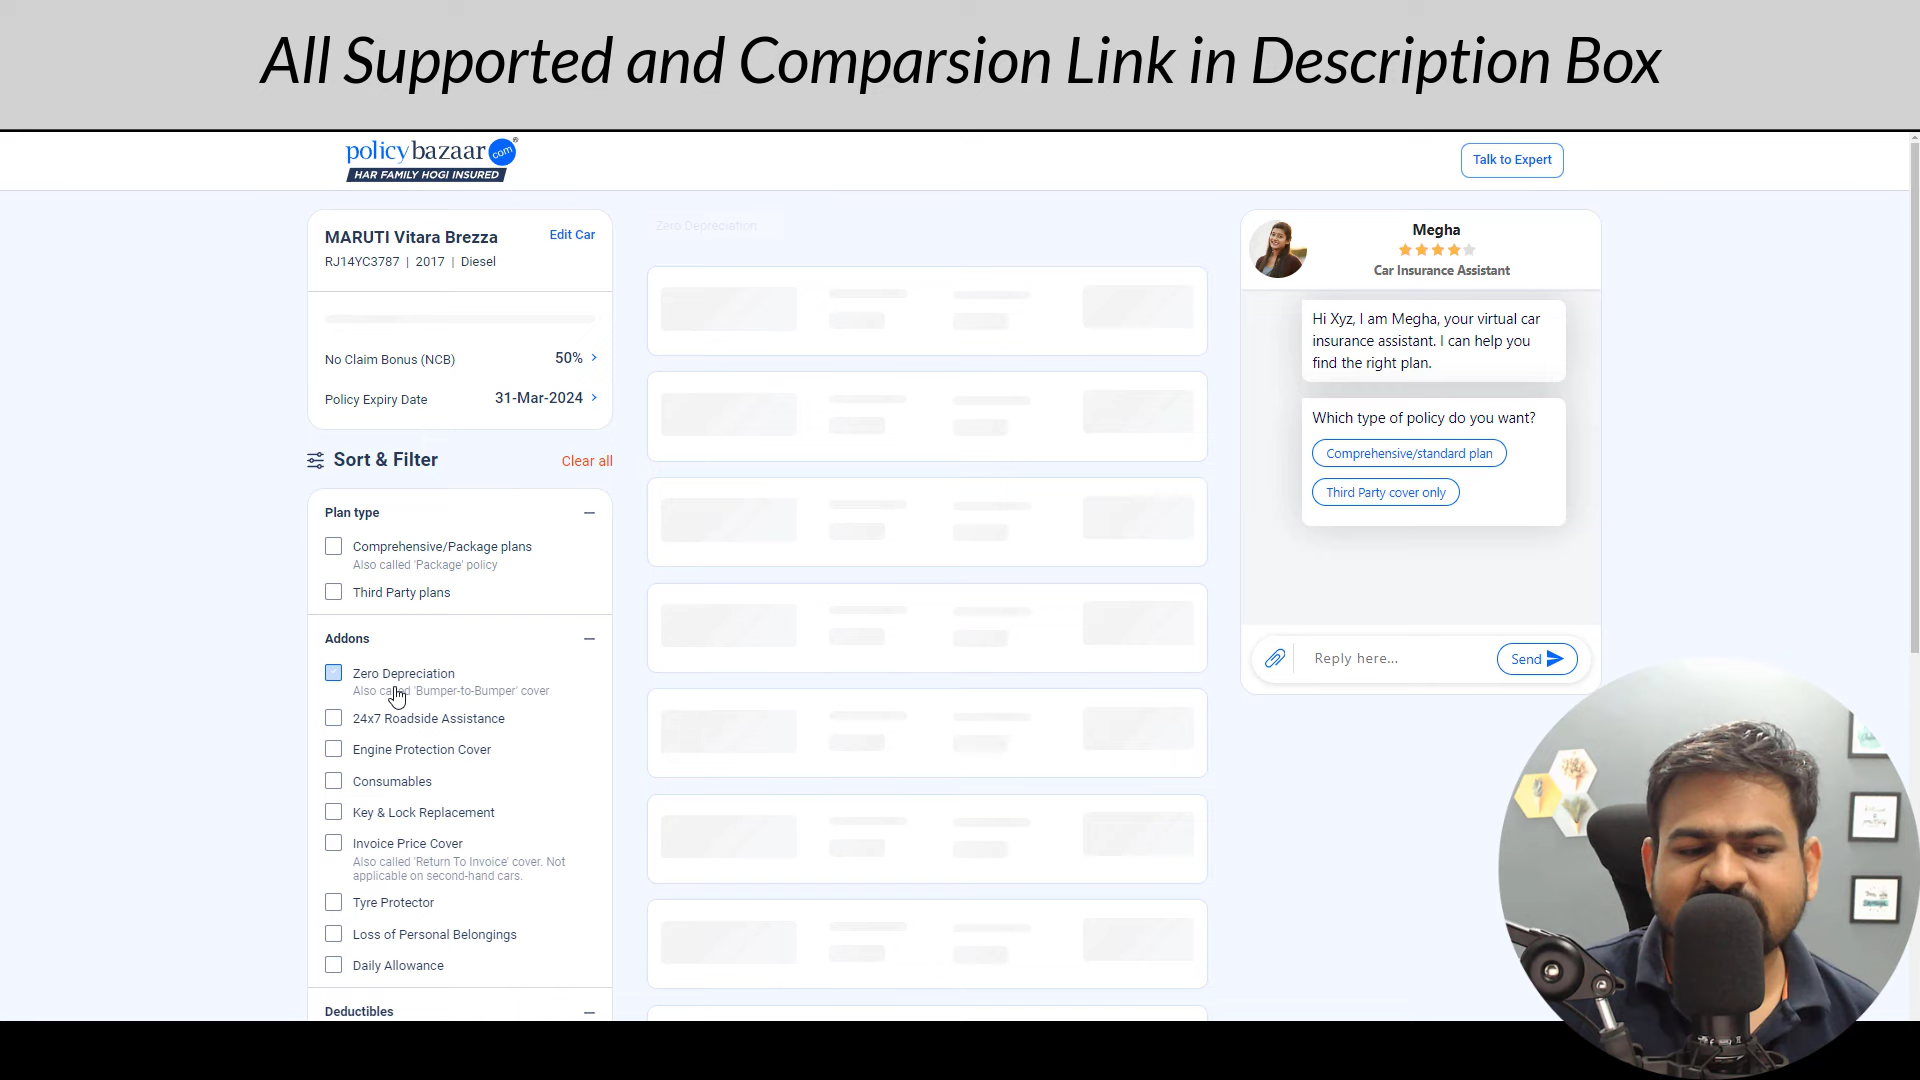 All Supported and Comparsion Link in Description Box
policybazaar com
HAR FAMILY HOGI INSURED
Talk to Expert
MARUTI Vitara Brezza
Edit Car
RJ14YC3787 | 2017 | Diesel
No Claim Bonus (NCB)
50%
Policy Expiry Date
31-Mar-2024
Sort & Filter
Clear all
Plan type
Comprehensive/Package plans
Also called 'Package' policy
Third Party plans
Addons
Zero Depreciation
Also called 'Bumper-to-Bumper' cover
24x7 Roadside Assistance
Engine Protection Cover
Consumables
Key & Lock Replacement
Invoice Price Cover
Also called 'Return To Invoice' cover. Not
applicable on second-hand cars.
Tyre Protector
Loss of Personal Belongings
Daily Allowance
Deductibles
Zero Depreciation
Megha
Car Insurance Assistant
Hi Xyz, I am Megha, your virtual car
insurance assistant. I can help you
find the right plan.
Which type of policy do you want?
Comprehensive/standard plan
Third Party cover only
Reply here...
Send